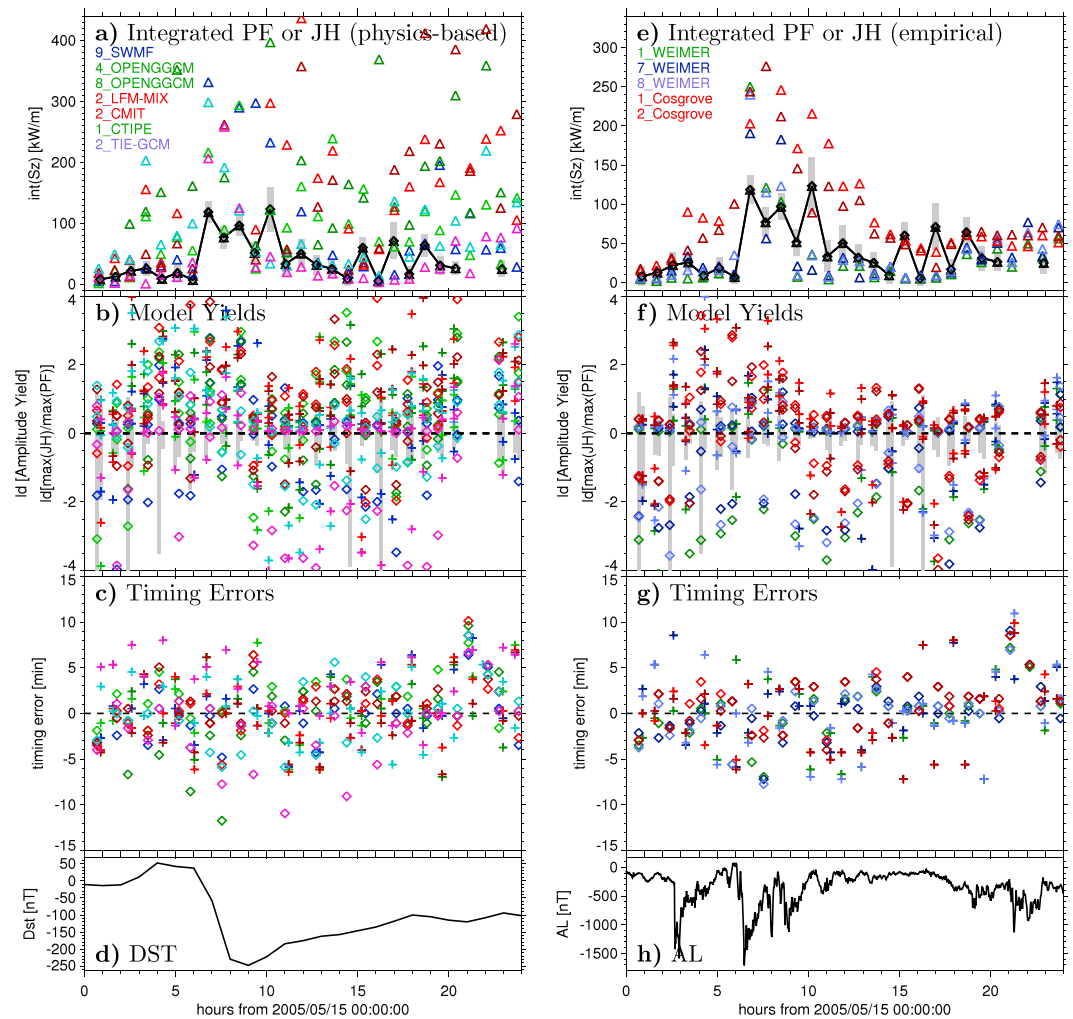 a) Integrated PF or JH (physics-based)
9_SWMF
4_OPENGGCM
8_OPENGGCM
2_LFM-MIX
2_CMIT
1_CTIPE
2_TIE-GCM
int(Sz) [kW/m]
400
300
200
100
0
b) Model Yields
ld [Amplitude Yield]
ld[max(JH)/max(PF)]
4
2
0
-2
-4
c) Timing Errors
timing error [min]
15
10
5
0
-5
-10
-15
d) DST
Dst [nT]
50
0
-50
-100
-150
-200
-250
0 5 10 15 20
hours from 2005/05/15 00:00:00
e) Integrated PF or JH (empirical)
1_WEIMER
7_WEIMER
8_WEIMER
1_Cosgrove
2_Cosgrove
int(Sz) [kW/m]
300
250
200
150
100
50
0
f) Model Yields
ld [Amplitude Yield]
ld[max(JH)/max(PF)]
4
2
0
-2
-4
g) Timing Errors
timing error [min]
15
10
5
0
-5
-10
-15
h) AL
AL [nT]
0
-500
-1000
-1500
0 5 10 15 20
hours from 2005/05/15 00:00:00